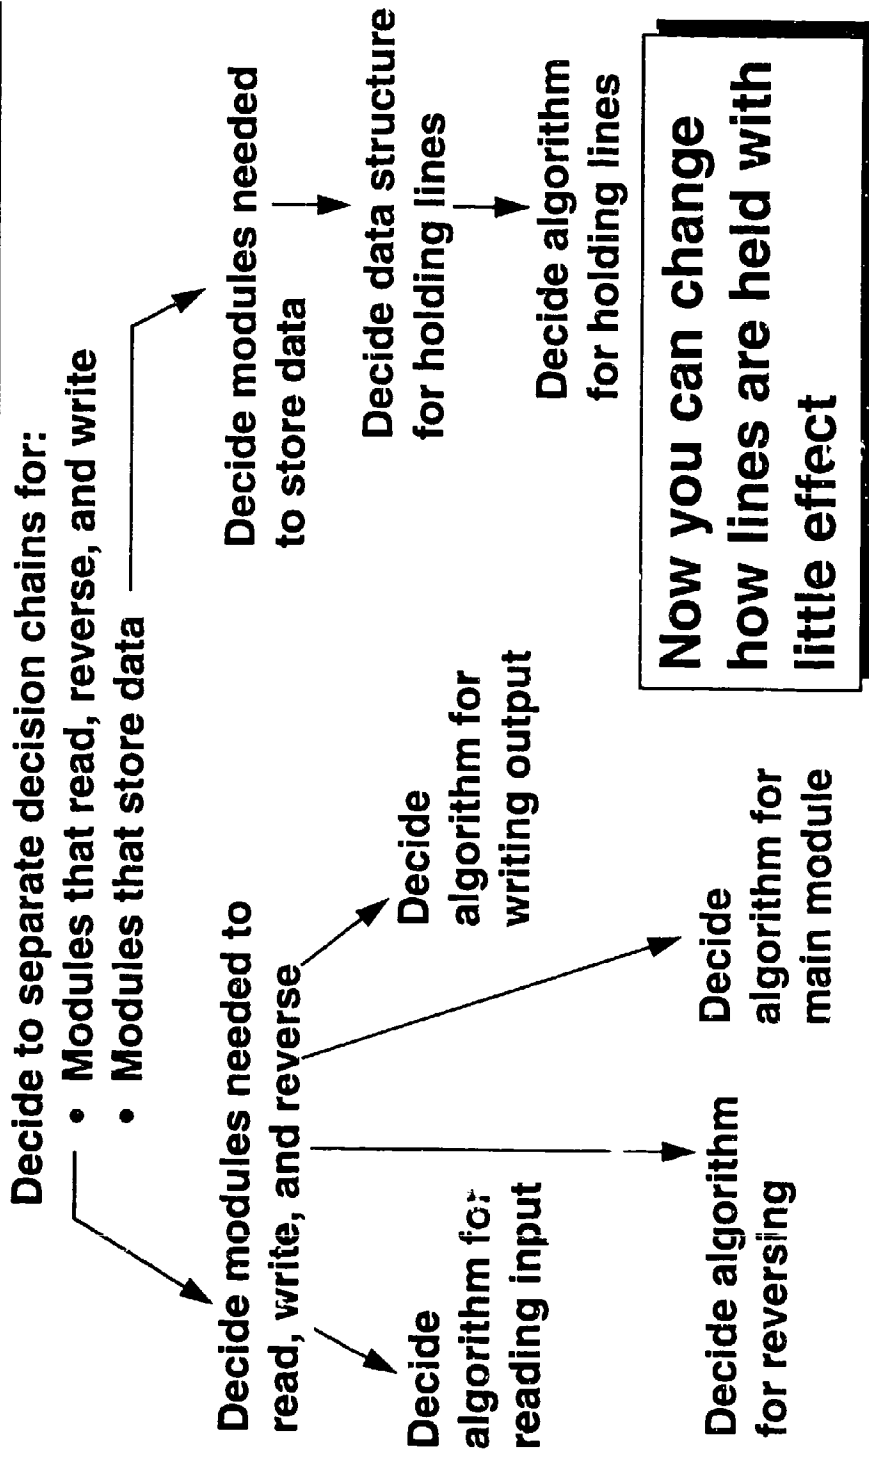 Decide to separate decision chains for:
• Modules that read, reverse, and write
• Modules that store data
Decide modules needed to
read, write, and reverse
Decide
algorithm for
reading input
Decide algorithm
for reversing
Decide
algorithm for
main module
Decide
algorithm for
writing output
Decide modules needed
to store data
Decide data structure
for holding lines
Decide algorithm
for holding lines
Now you can change
how lines are held with
little effect